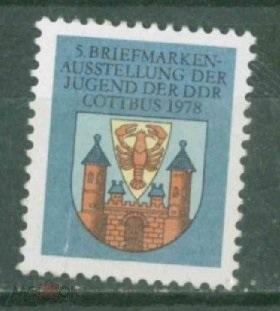 5. BRIEFMARKEN-
AUSSTELLUNG DER
JUGEND DER DDR
COTTBUS 1978